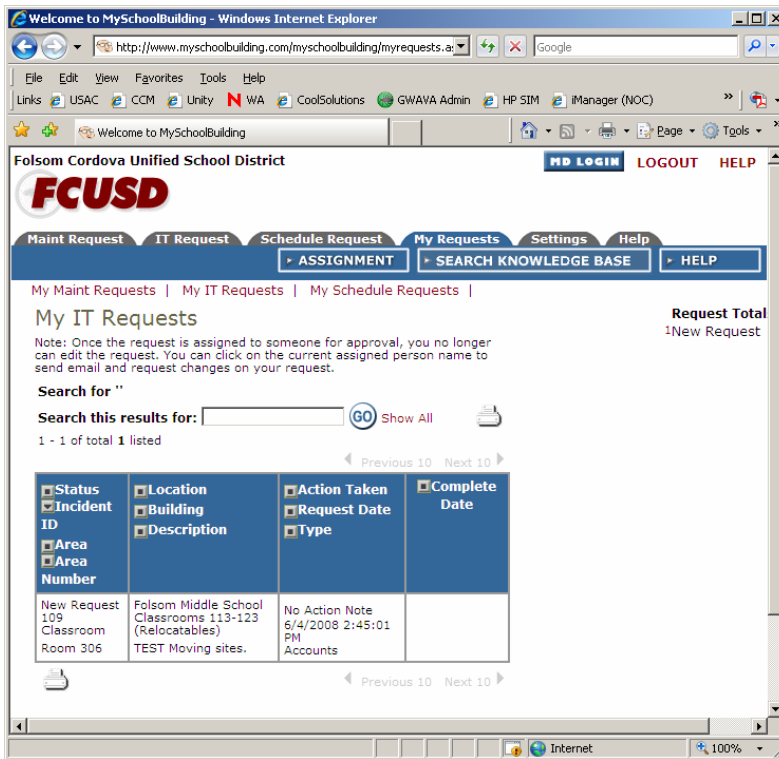 Welcome to MySchoolBuilding - Windows Internet Explorer
http://www.myschoolbuilding.com/myschoolbuilding/myrequests.a
Google
File Edit View Favorites Tools Help
Links USAC CCM Unity N WA CoolSolutions GWAVA Admin HP SIM iManager (NOC) »
Welcome to MySchoolBuilding Page Tools »
Folsom Cordova Unified School District MD LOGIN LOGOUT HELP
FCUSD
Maint Request IT Request Schedule Request My Requests Settings Help
ASSIGNMENT SEARCH KNOWLEDGE BASE HELP
My Maint Requests | My IT Requests | My Schedule Requests |
My IT Requests
Request Total
1New Request
Note: Once the request is assigned to someone for approval, you no longer
can edit the request. You can click on the current assigned person name to
send email and request changes on your request.
Search for ''
Search this results for: GO Show All
1 - 1 of total 1 listed
Previous 10 Next 10
Status
Incident
ID
Area
Area
Number
Location
Building
Description
Action Taken
Request Date
Type
Complete
Date
New Request
109
Classroom
Room 306
Folsom Middle School
Classrooms 113-123
(Relocatables)
TEST Moving sites.
No Action Note
6/4/2008 2:45:01
PM
Accounts
Previous 10 Next 10
Internet 100%